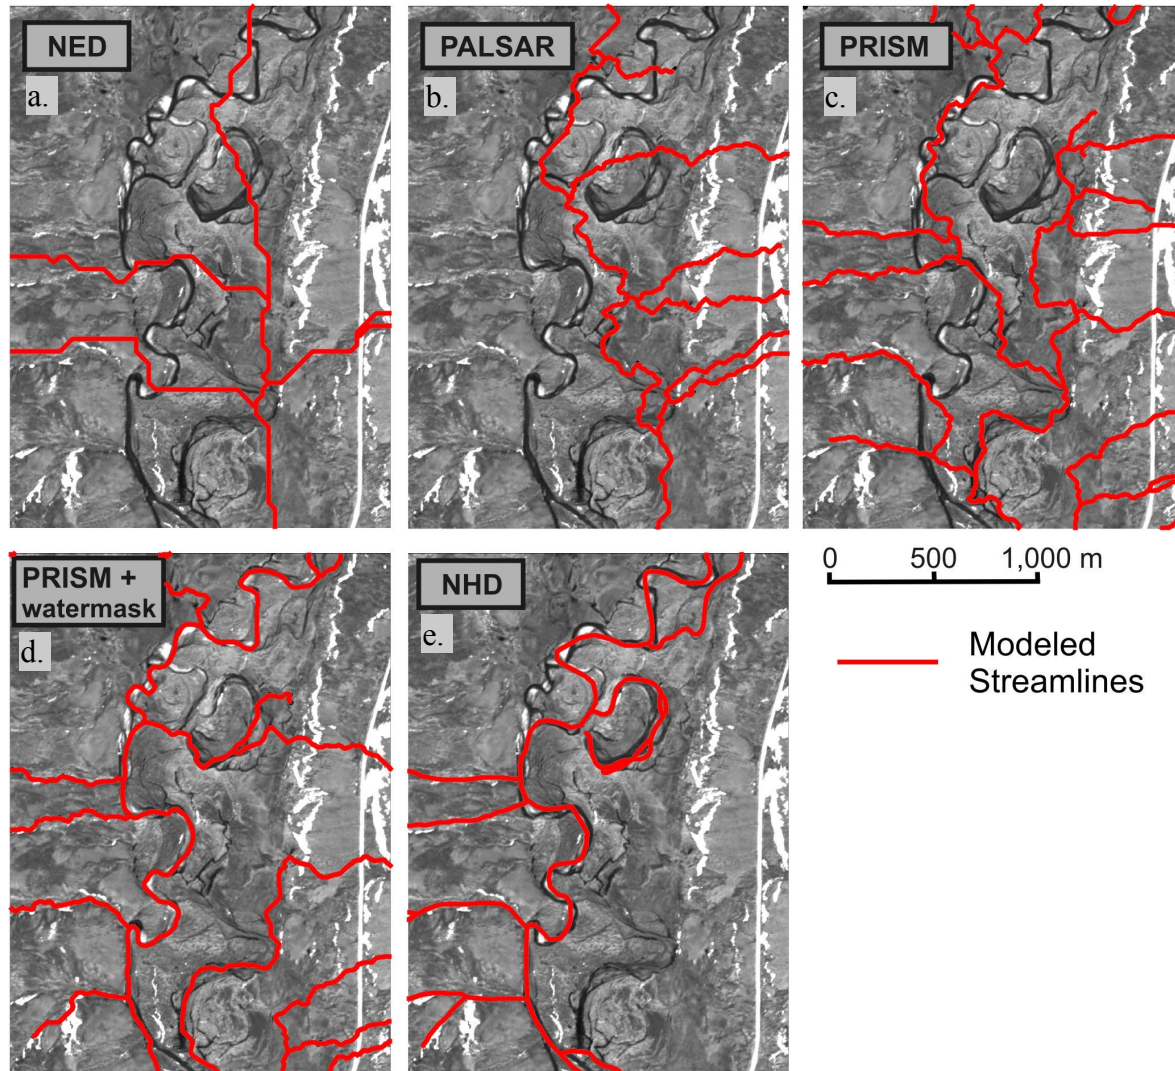 NED
a.
PALSAR
b.
PRISM
c.
PRISM +
watermask
d.
NHD
e.
0 500 1,000 m
Modeled
Streamlines